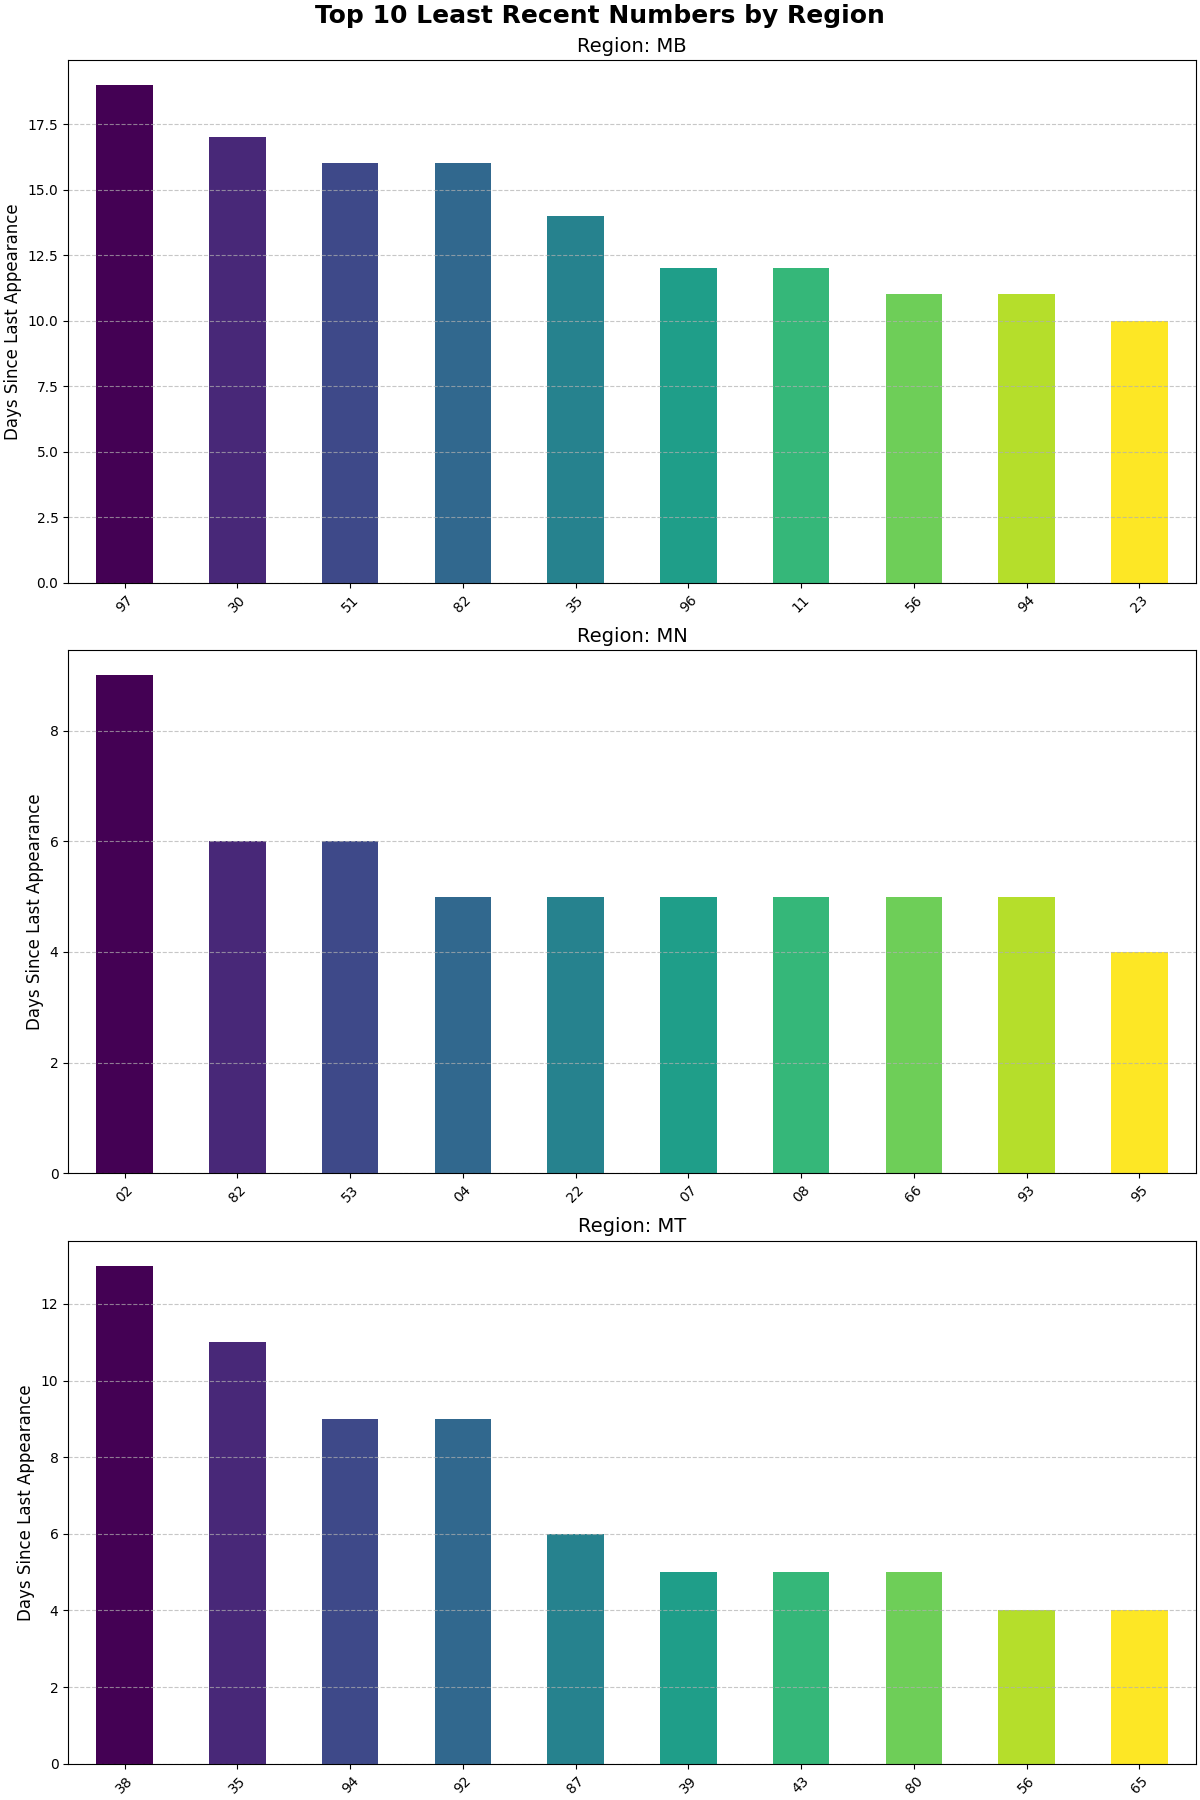 Top 10 Least Recent Numbers by Region
Region: MB
Days Since Last Appearance
17.5
15.0
12.5
10.0
7.5
5.0
2.5
0.0
97 30 51 82 35 96 11 56 94 23
Region: MN
Days Since Last Appearance
8
6
4
2
0
02 82 53 04 22 07 08 66 93 95
Region: MT
Days Since Last Appearance
12
10
8
6
4
2
0
38 35 94 92 87 39 43 80 56 65